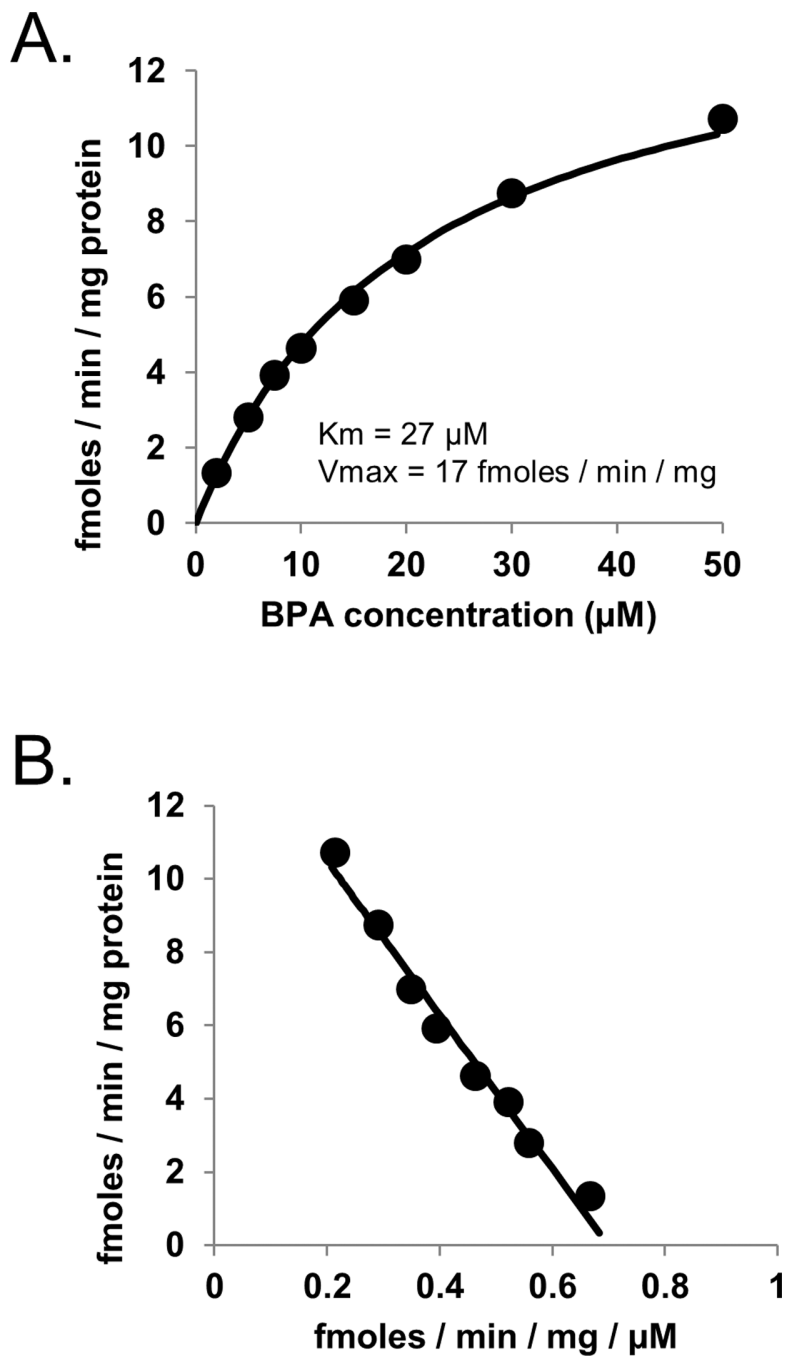 A.
fmoles / min / mg protein
12
10
8
6
4
2
0
Km = 27 µM
Vmax = 17 fmoles / min / mg
0 10 20 30 40 50
BPA concentration (µM)
B.
fmoles / min / mg protein
12
10
8
6
4
2
0
0 0.2 0.4 0.6 0.8 1
fmoles / min / mg / µM